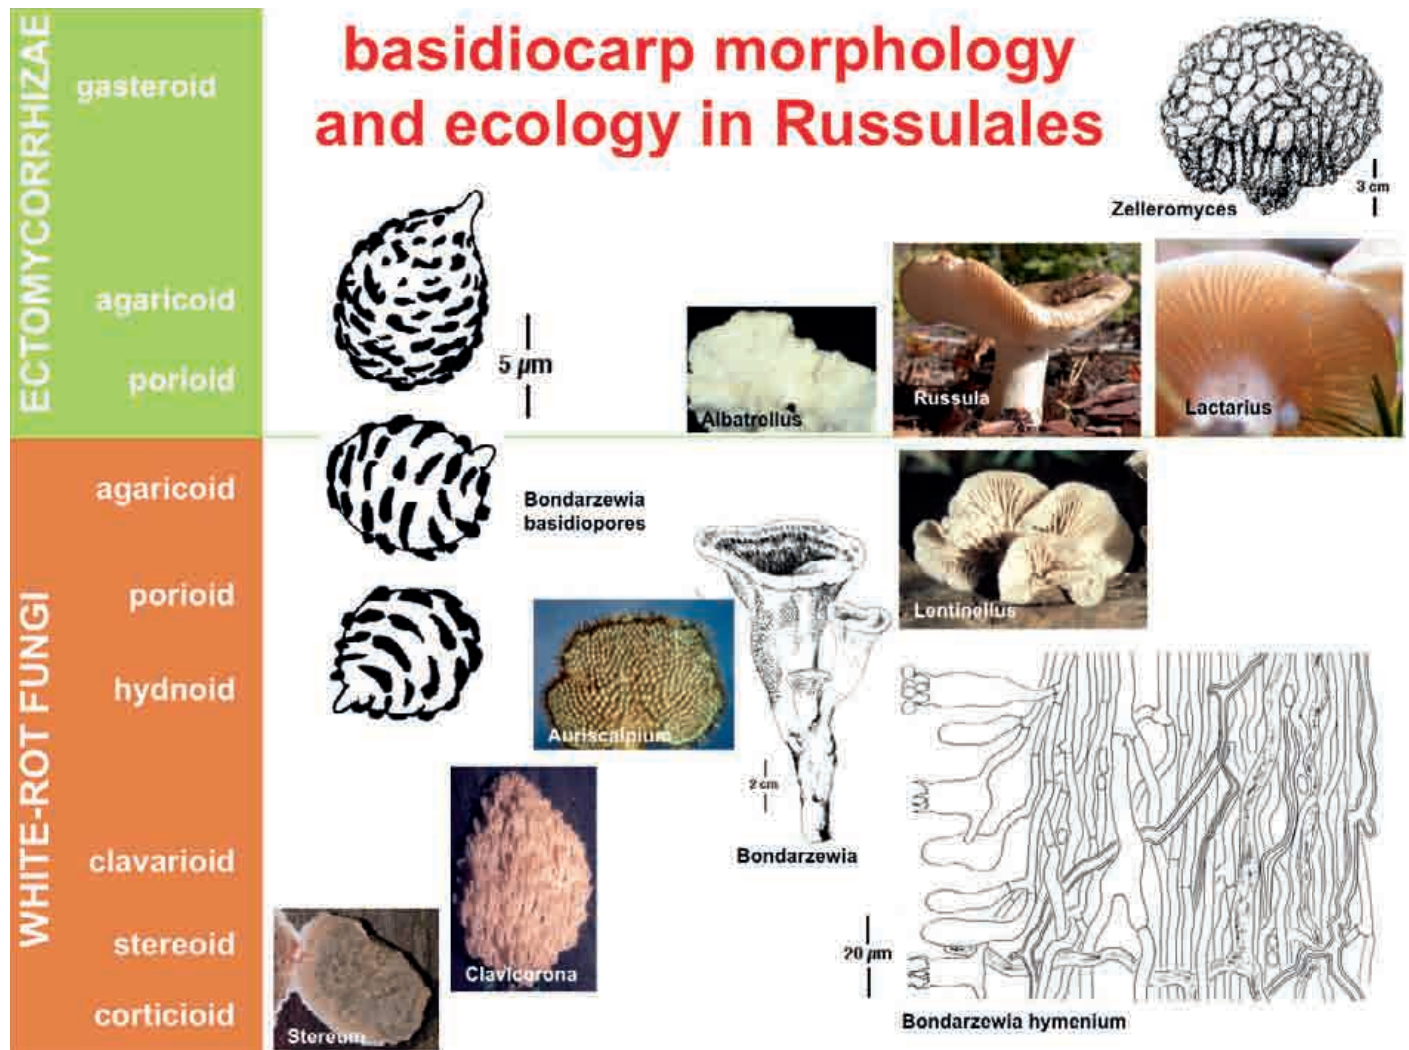 basidiocarp morphology
and ecology in Russulales
ECTOMYCORRHIZAE
gasteroid
agaricoid
porioid
WHITE-ROT FUNGI
agaricoid
porioid
hydnoid
clavarioid
stereoid
corticioid
3 cm
Zelleromyces
5 µm
Albatrellus
Russula
Lactarius
Bondarzewia
basidiopores
Lentinellus
Auriscalpium
2 cm
Bondarzewia
Clavicorona
20 µm
Stereum
Bondarzewia hymenium